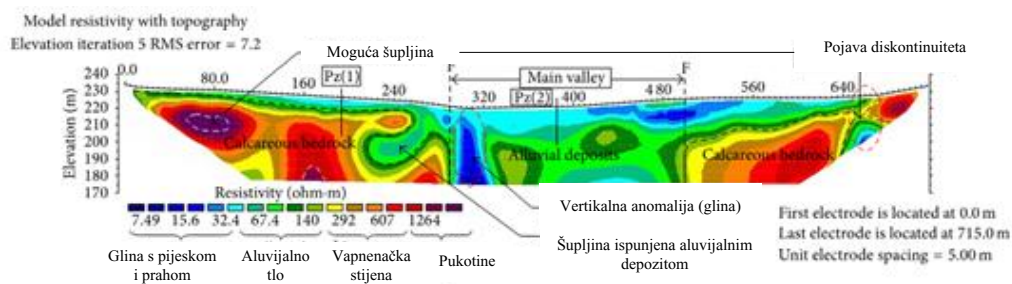 Model resistivity with topography
Elevation iteration 5 RMS error = 7.2
Moguća šupljina
Pojava diskontinuiteta
0.0
80.0
160
Pz(1)
240
F
Main valley
F
320
Pz(2)
400
480
560
640
Elevation (m)
240
230
220
210
200
190
180
170
Calcareous bedrock
Alluvial deposits
Calcareous bedrock
Resistivity (ohm-m)
7.49 15.6 32.4 67.4 140 292 607 1264
Glina s pijeskom
i prahom
Aluvijalno
tlo
Vapnenačka
stijena
Pukotine
Vertikalna anomalija (glina)
Šupljina ispunjena aluvijalnim
depozitom
First electrode is located at 0.0 m
Last electrode is located at 715.0 m
Unit electrode spacing = 5.00 m